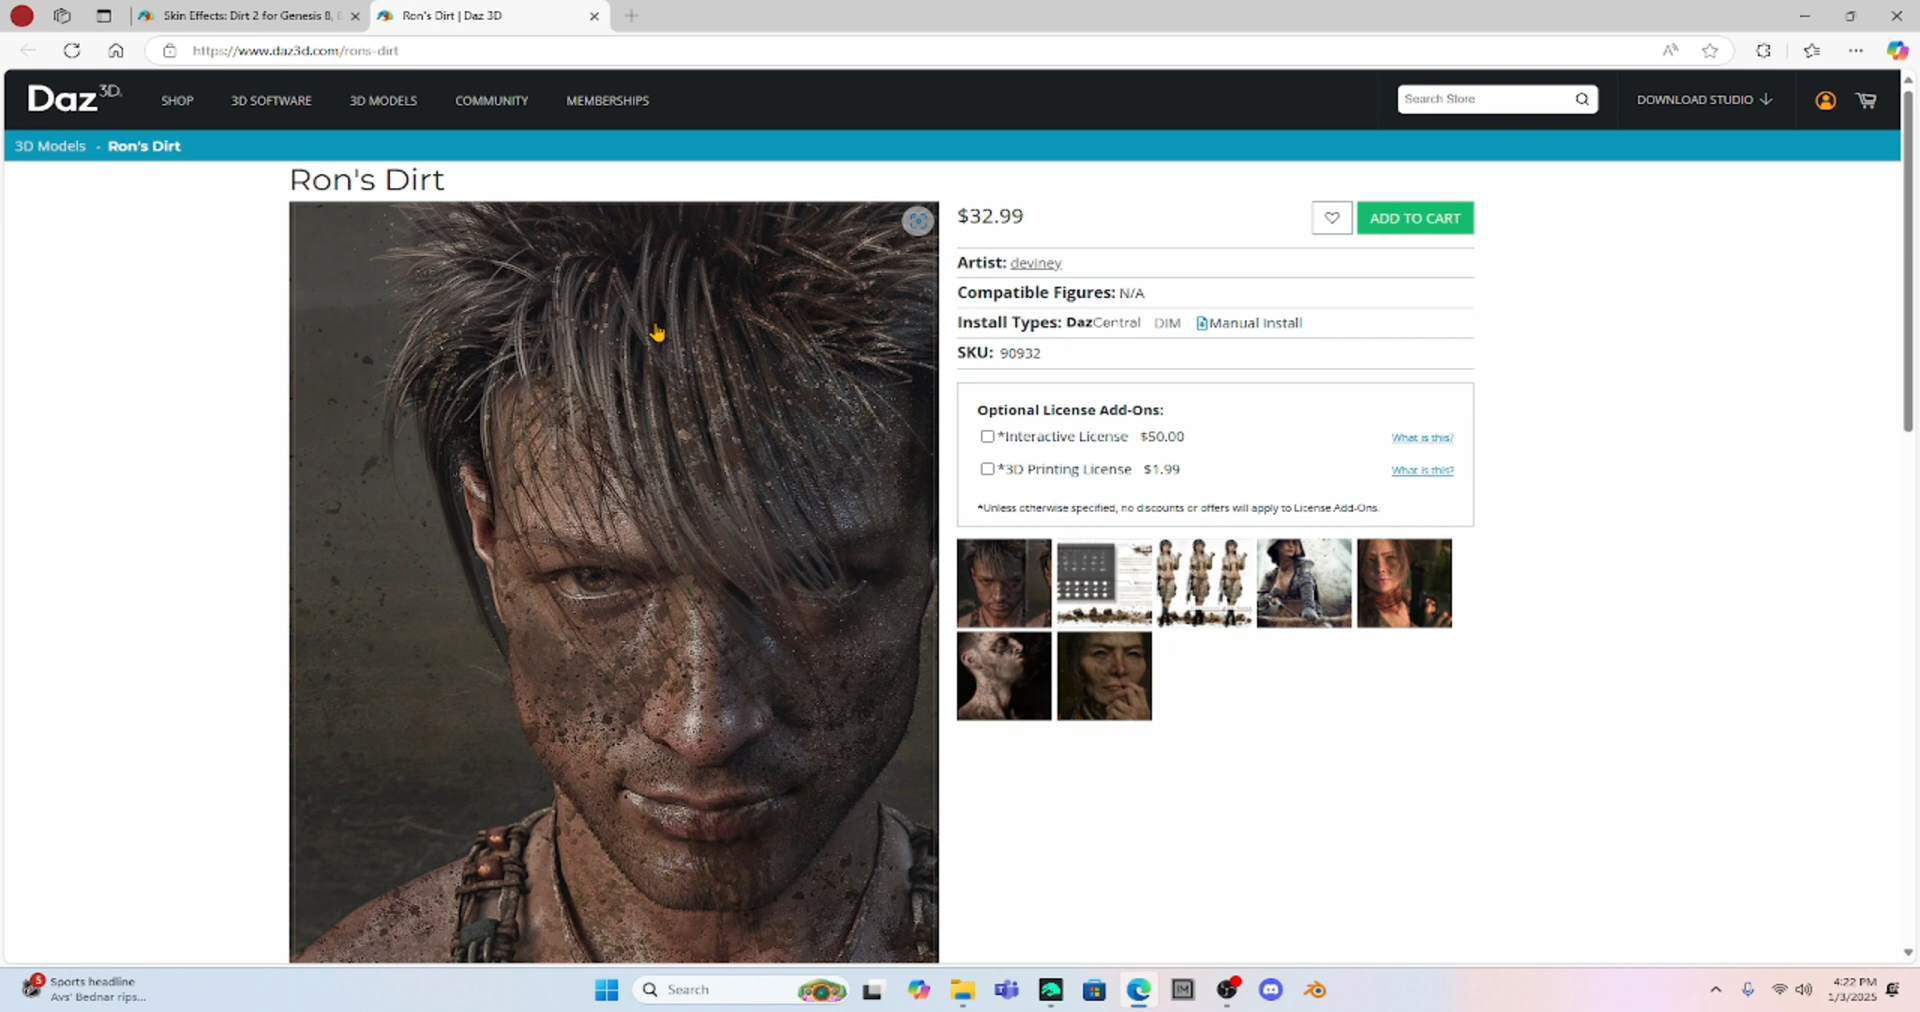 Skin Effects: Dirt 2 for Genesis 8,
Ron's Dirt | Daz 3D
https://www.daz3d.com/rons-dirt
Daz 3D.
SHOP
3D SOFTWARE
3D MODELS
COMMUNITY
MEMBERSHIPS
Search Store
DOWNLOAD STUDIO
3D Models - Ron's Dirt
Ron's Dirt
$32.99
ADD TO CART
Artist: deviney
Compatible Figures: N/A
Install Types: DazCentral DIM Manual Install
SKU: 90932
Optional License Add-Ons:
*Interactive License $50.00 What is this?
*3D Printing License $1.99 What is this?
*Unless otherwise specified, no discounts or offers will apply to License Add-Ons.
5
Sports headline
Avs' Bednar rips...
Search
IM
4:22 PM
1/3/2025